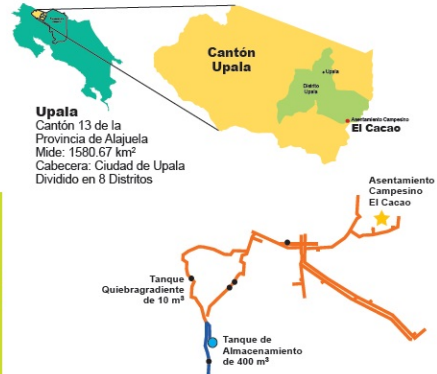 Cantón
Upala
Upala
Distrito
Upala
Asentamiento Campesino
El Cacao
Upala
Cantón 13 de la
Provincia de Alajuela
Mide: 1580.67 km²
Cabecera: Ciudad de Upala
Dividido en 8 Distritos
Asentamiento
Campesino
El Cacao
Tanque
Quiebragradiente
de 10 m³
Tanque de
Almacenamiento
de 400 m³